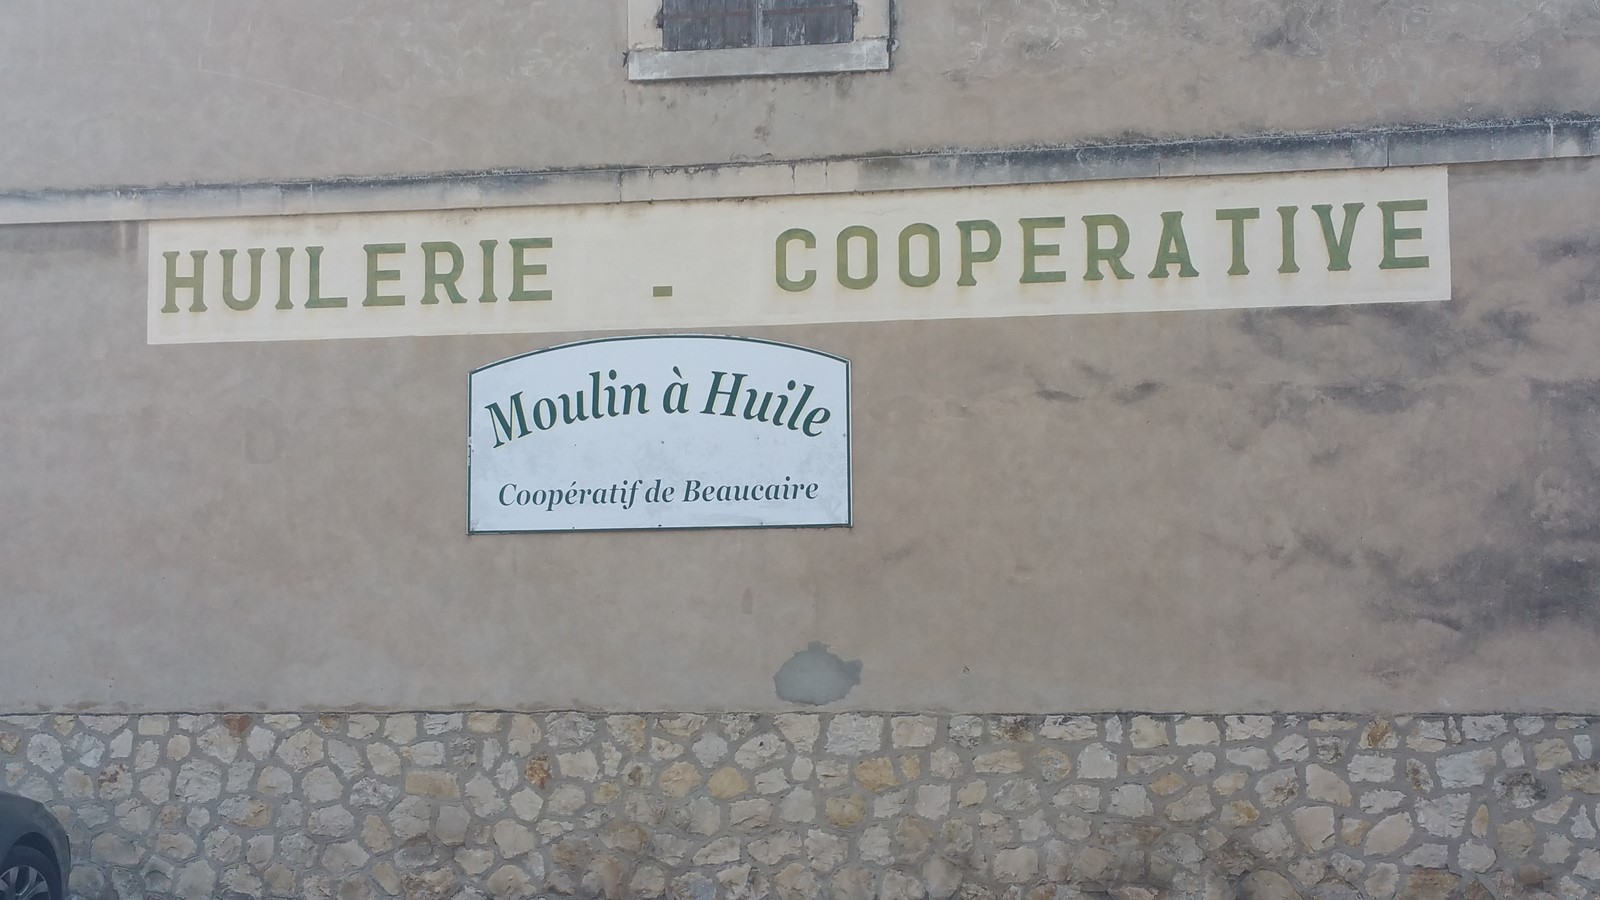 HUILERIE - COOPERATIVE
Moulin à Huile
Coopératif de Beaucaire